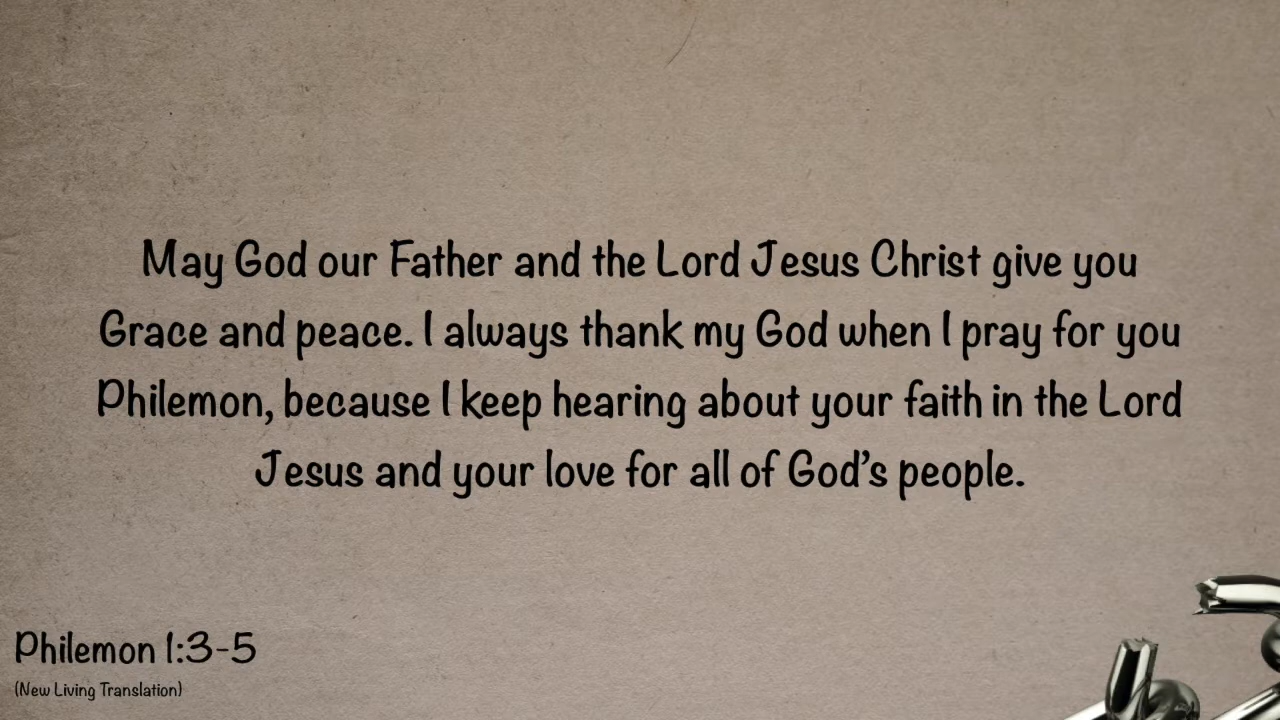 May God our Father and the Lord Jesus Christ give you
Grace and peace. I always thank my God when I pray for you
Philemon, because I keep hearing about your faith in the Lord
Jesus and your love for all of God’s people.
Philemon 1:3-5
(New Living Translation)